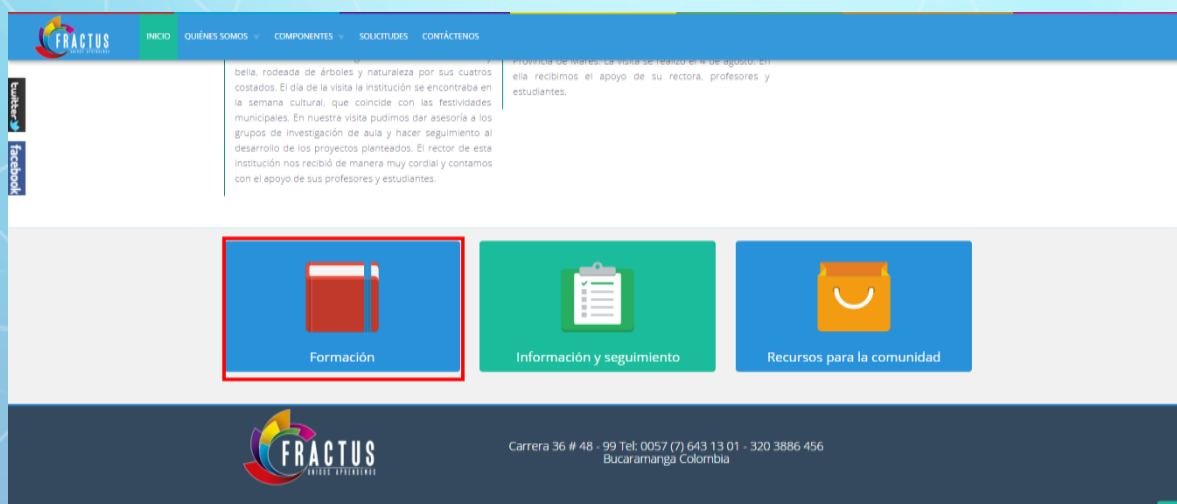 FRACTUS
UNIDOS APRENDEMOS
INICIO QUIÉNES SOMOS COMPONENTES SOLICITUDES CONTÁCTENOS
twitter
facebook
bella, rodeada de árboles y naturaleza por sus cuatros
costados. El día de la visita la institución se encontraba en
la semana cultural, que coincide con las festividades
municipales. En nuestra visita pudimos dar asesoría a los
grupos de investigación de aula y hacer seguimiento al
desarrollo de los proyectos planteados. El rector de esta
institución nos recibió de manera muy cordial y contamos
con el apoyo de sus profesores y estudiantes.
Provincia de Mares. La visita se realizó el 4 de agosto. En
ella recibimos el apoyo de su rectora, profesores y
estudiantes.
Formación
Información y seguimiento
Recursos para la comunidad
FRACTUS
UNIDOS APRENDEMOS
Carrera 36 # 48 - 99 Tel: 0057 (7) 643 13 01 - 320 3886 456
Bucaramanga Colombia